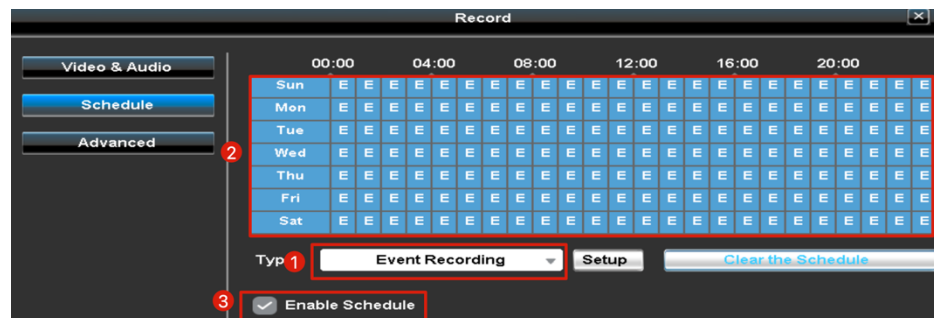 Record
Video & Audio
Schedule
Advanced
00:00 04:00 08:00 12:00 16:00 20:00
Sun E E E E E E E E E E E E E E E E E E E E E E E E
Mon E E E E E E E E E E E E E E E E E E E E E E E E
Tue E E E E E E E E E E E E E E E E E E E E E E E E
2
Wed E E E E E E E E E E E E E E E E E E E E E E E E
Thu E E E E E E E E E E E E E E E E E E E E E E E E
Fri E E E E E E E E E E E E E E E E E E E E E E E E
Sat E E E E E E E E E E E E E E E E E E E E E E E E
Typ 1 Event Recording Setup Clear the Schedule
3 Enable Schedule